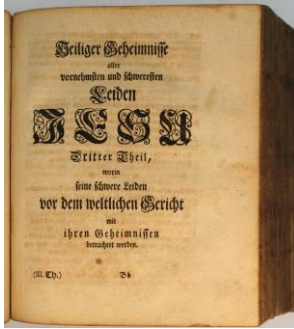 Heiliger Geheimnisse
aller
vornehmsten und schweresten
Leiden
JESU
Dritter Theil,
worin
seine schwere Leiden
vor dem weltlichen Gericht
mit
ihren Geheimnissen
betrachtet werden.
(III. Th.)